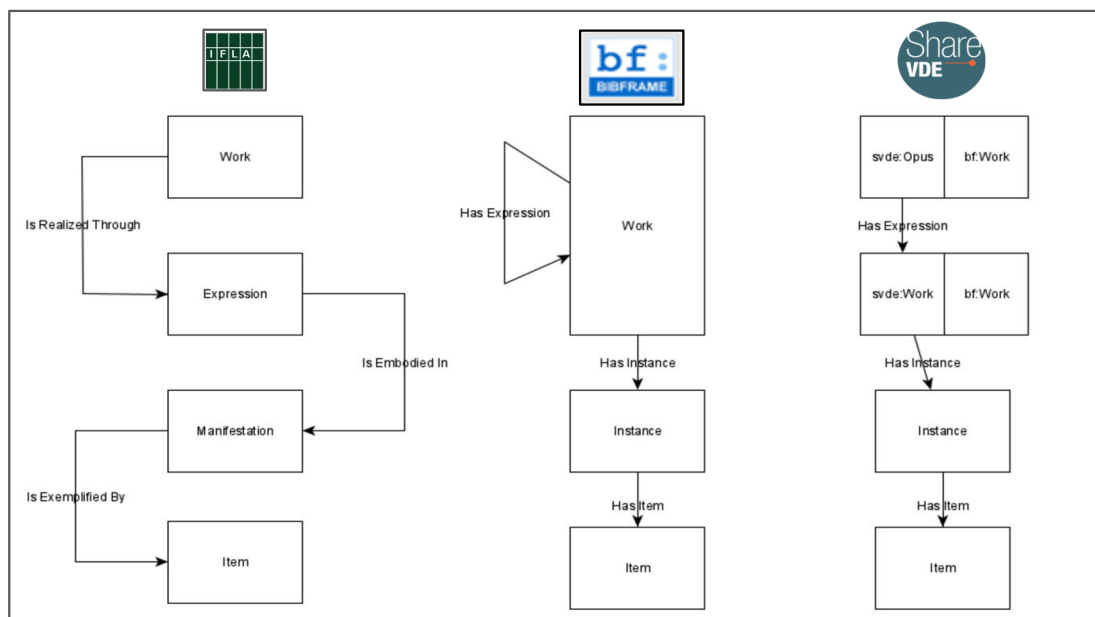 IFLA
Work
Is Realized Through
Expression
Is Embodied In
Manifestation
Is Exemplified By
Item
bf:
BIBFRAME
Has Expression
Work
Has Instance
Instance
Has Item
Item
Share
VDE
svde:Opus bf:Work
Has Expression
svde:Work bf:Work
Has Instance
Instance
Has Item
Item